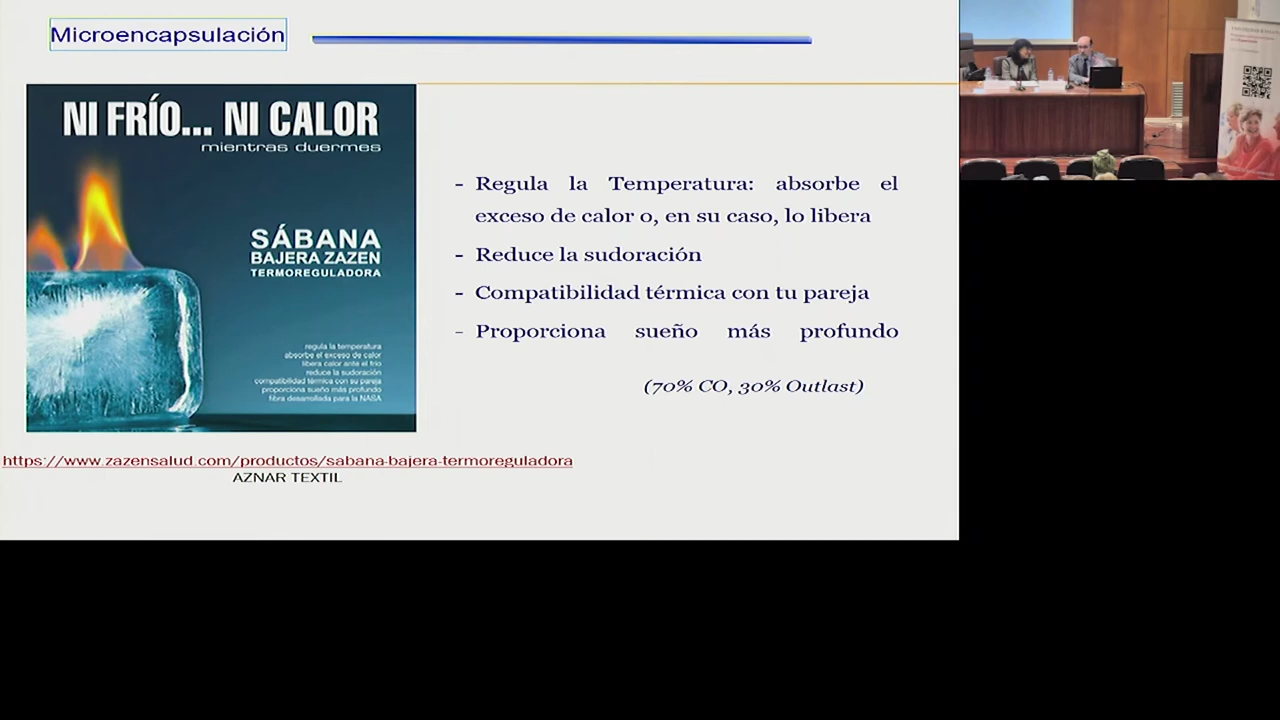 Microencapsulación
NI FRÍO... NI CALOR
mientras duermes
SÁBANA
BAJERA ZAZEN
TERMOREGULADORA
regula la temperatura
absorbe el exceso de calor
libera calor ante el frío
reduce la sudoración
compatibilidad térmica con su pareja
proporciona sueño más profundo
fibra desarrollada para la NASA
- Regula la Temperatura: absorbe el
exceso de calor o, en su caso, lo libera
- Reduce la sudoración
- Compatibilidad térmica con tu pareja
- Proporciona sueño más profundo
(70% CO, 30% Outlast)
https://www.zazensalud.com/productos/sabana-bajera-termoreguladora
AZNAR TEXTIL